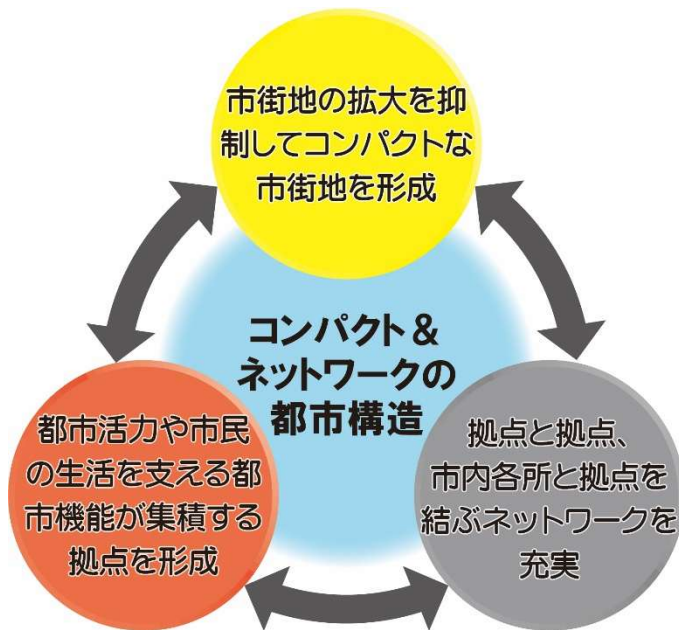 市街地の拡大を抑
制してコンパクトな
市街地を形成
コンパクト&
ネットワークの
都市構造
都市活力や市民
の生活を支える都
市機能が集積する
拠点を形成
拠点と拠点、
市内各所と拠点を
結ぶネットワークを
充実